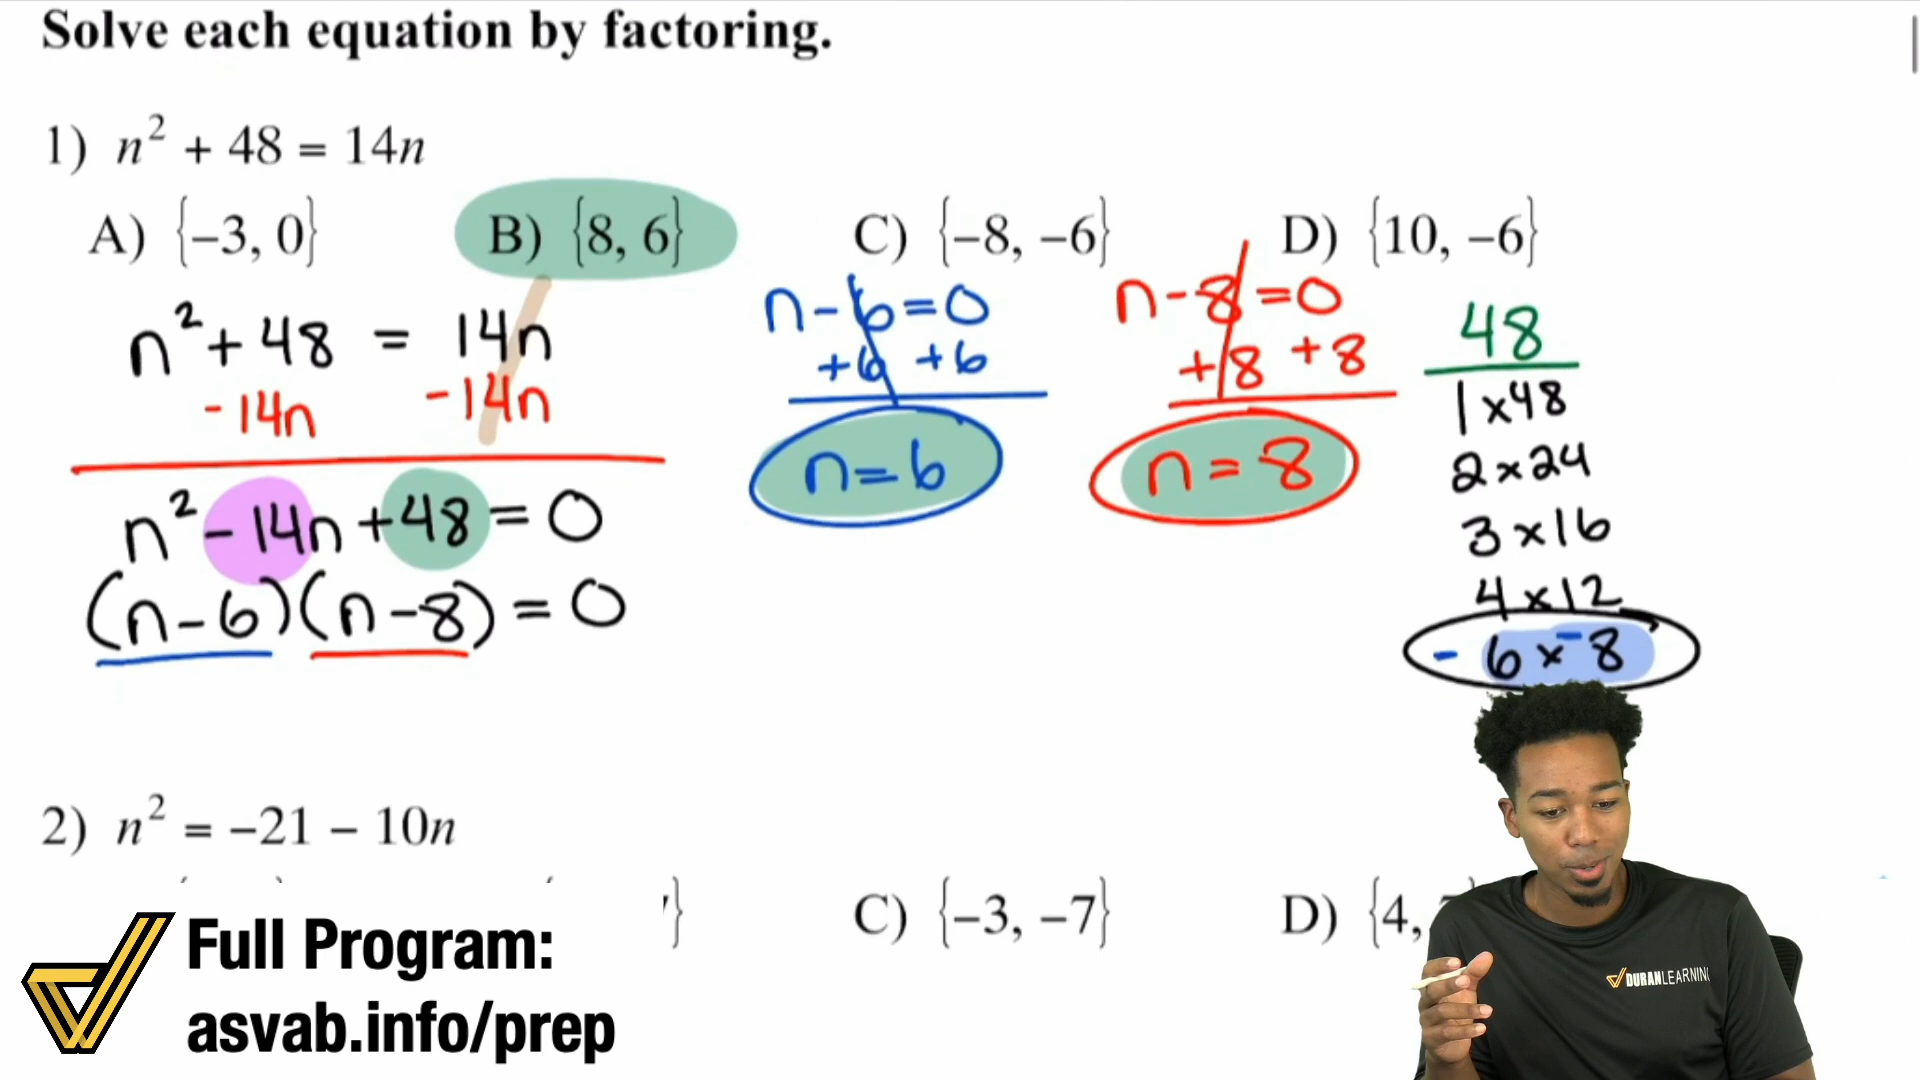 Solve each equation by factoring.
1) n² + 48 = 14n
A) {–3, 0} B) {8, 6} C) {–8, –6} D) {10, –6}
n² + 48 = 14n
-14n -14n
n² - 14n + 48 = 0
(n - 6)(n - 8) = 0
n - 6 = 0
+6 +6
n = 6
n - 8 = 0
+8 +8
n = 8
48
1 x 48
2 x 24
3 x 16
4 x 12
- 6 x -8
2) n² = –21 – 10n
C) {–3, –7} D) {4,
Full Program:
asvab.info/prep
DURAN LEARNING